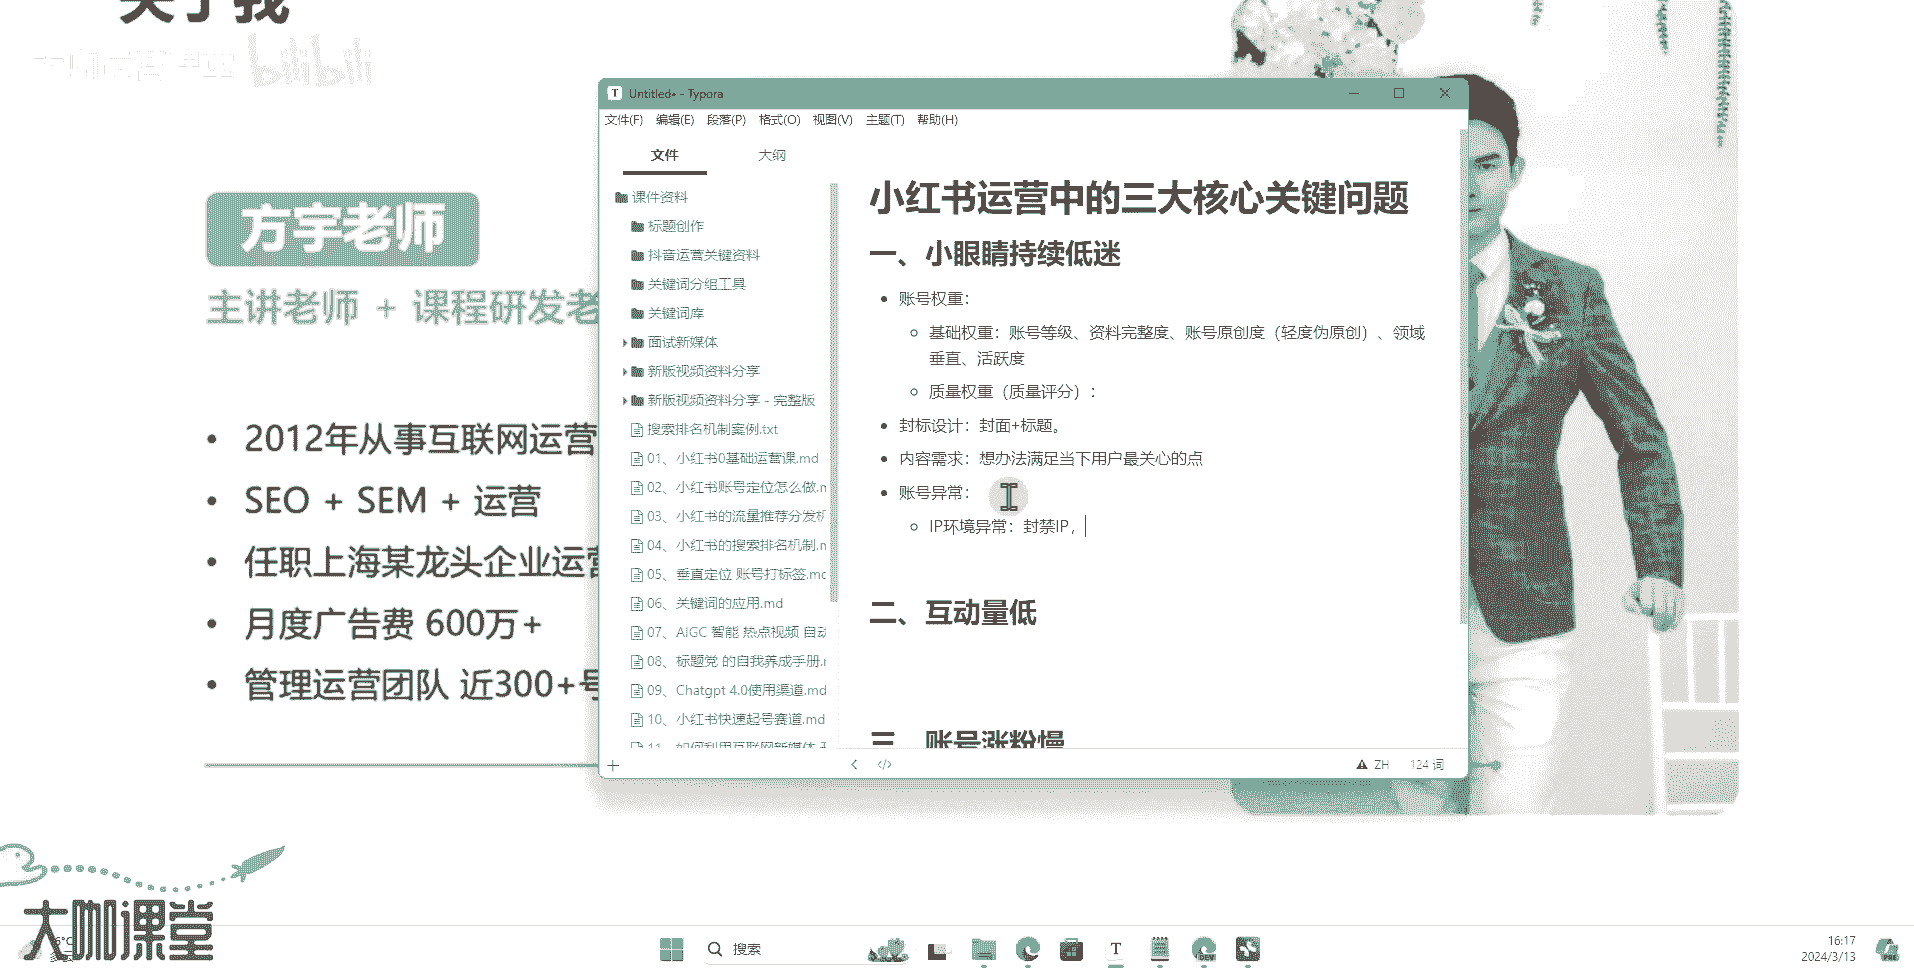 关于我
bilibili
方宇老师
主讲老师 + 课程研发老
• 2012年从事互联网运营
• SEO + SEM + 运营
• 任职上海某龙头企业运营
• 月度广告费 600万+
• 管理运营团队 近300+号
Untitled• - Typora
文件(F) 编辑(E) 段落(P) 格式(O) 视图(V) 主题(T) 帮助(H)
文件 大纲
课件资料
标题创作
抖音运营关键资料
关键词分组工具
关键词库
面试新媒体
新版视频资料分享
新版视频资料分享 - 完整版
搜索排名机制案例.txt
01、小红书0基础运营课.md
02、小红书账号定位怎么做.m
03、小红书的流量推荐分发机
04、小红书的搜索排名机制.m
05、垂直定位 账号打标签.md
06、关键词的应用.md
07、AIGC 智能 热点视频 自动
08、标题党 的自我养成手册.m
09、Chatgpt 4.0使用渠道.md
10、小红书快速起号赛道.md
11、如何利用互联网新媒体
小红书运营中的三大核心关键问题
一、小眼睛持续低迷
• 账号权重：
基础权重：账号等级、资料完整度、账号原创度（轻度伪原创）、领域
垂直、活跃度
质量权重（质量评分）：
• 封标设计：封面+标题。
• 内容需求：想办法满足当下用户最关心的点
• 账号异常：
IP环境异常：封禁IP，
二、互动量低
三、账号涨粉慢
ZH 124 词
大咖课堂
搜索
T
DEV
16:17
2024/3/13
PRE